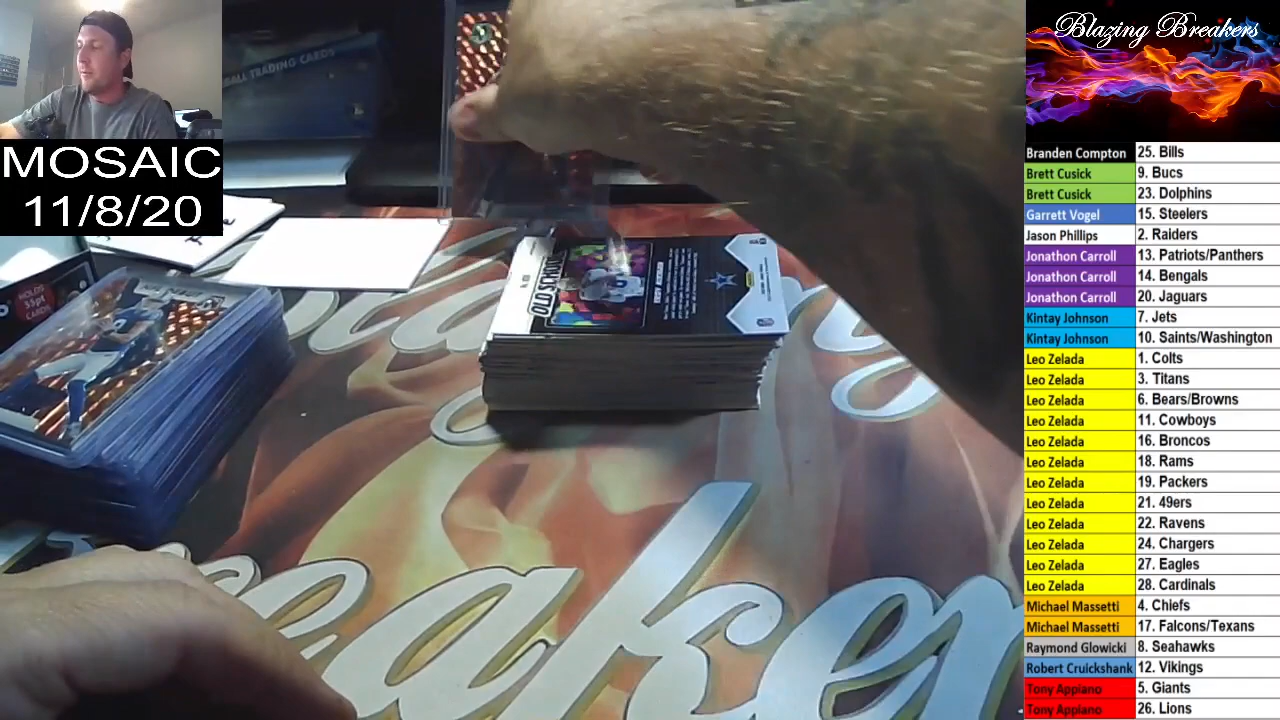 BALL TRADING CARDS
MOSAIC
11/8/20
HOLDS
55pt
CARDS
OLD SCHOOL
Blazing Breakers
Branden Compton 25. Bills
Brett Cusick 9. Bucs
Brett Cusick 23. Dolphins
Garrett Vogel 15. Steelers
Jason Phillips 2. Raiders
Jonathon Carroll 13. Patriots/Panthers
Jonathon Carroll 14. Bengals
Jonathon Carroll 20. Jaguars
Kintay Johnson 7. Jets
Kintay Johnson 10. Saints/Washington
Leo Zelada 1. Colts
Leo Zelada 3. Titans
Leo Zelada 6. Bears/Browns
Leo Zelada 11. Cowboys
Leo Zelada 16. Broncos
Leo Zelada 18. Rams
Leo Zelada 19. Packers
Leo Zelada 21. 49ers
Leo Zelada 22. Ravens
Leo Zelada 24. Chargers
Leo Zelada 27. Eagles
Leo Zelada 28. Cardinals
Michael Massetti 4. Chiefs
Michael Massetti 17. Falcons/Texans
Raymond Glowicki 8. Seahawks
Robert Cruickshank 12. Vikings
Tony Appiano 5. Giants
Tony Appiano 26. Lions